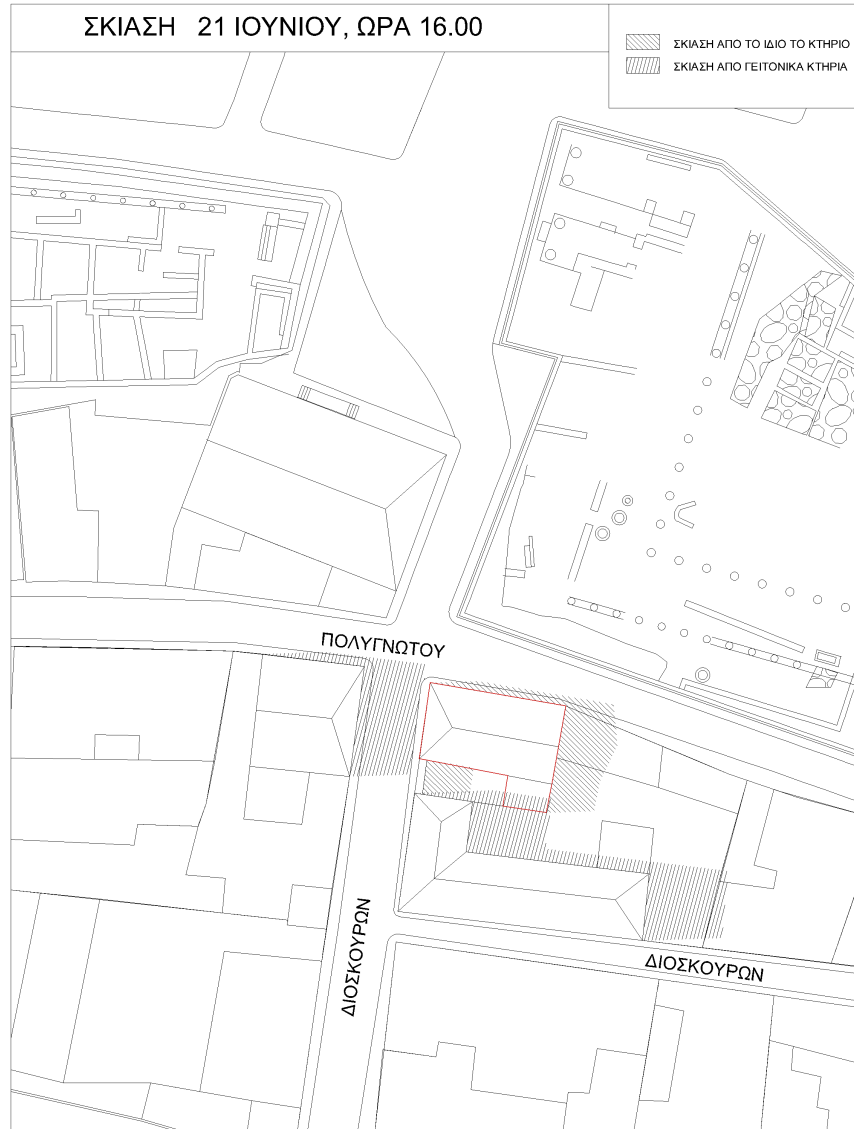 ΣΚΙΑΣΗ 21 ΙΟΥΝΙΟΥ, ΩΡΑ 16.00
ΣΚΙΑΣΗ ΑΠΟ ΤΟ ΙΔΙΟ ΤΟ ΚΤΗΡΙΟ
ΣΚΙΑΣΗ ΑΠΟ ΓΕΙΤΟΝΙΚΑ ΚΤΗΡΙΑ
ΠΟΛΥΓΝΩΤΟΥ
ΔΙΟΣΚΟΥΡΩΝ
ΔΙΟΣΚΟΥΡΩΝ